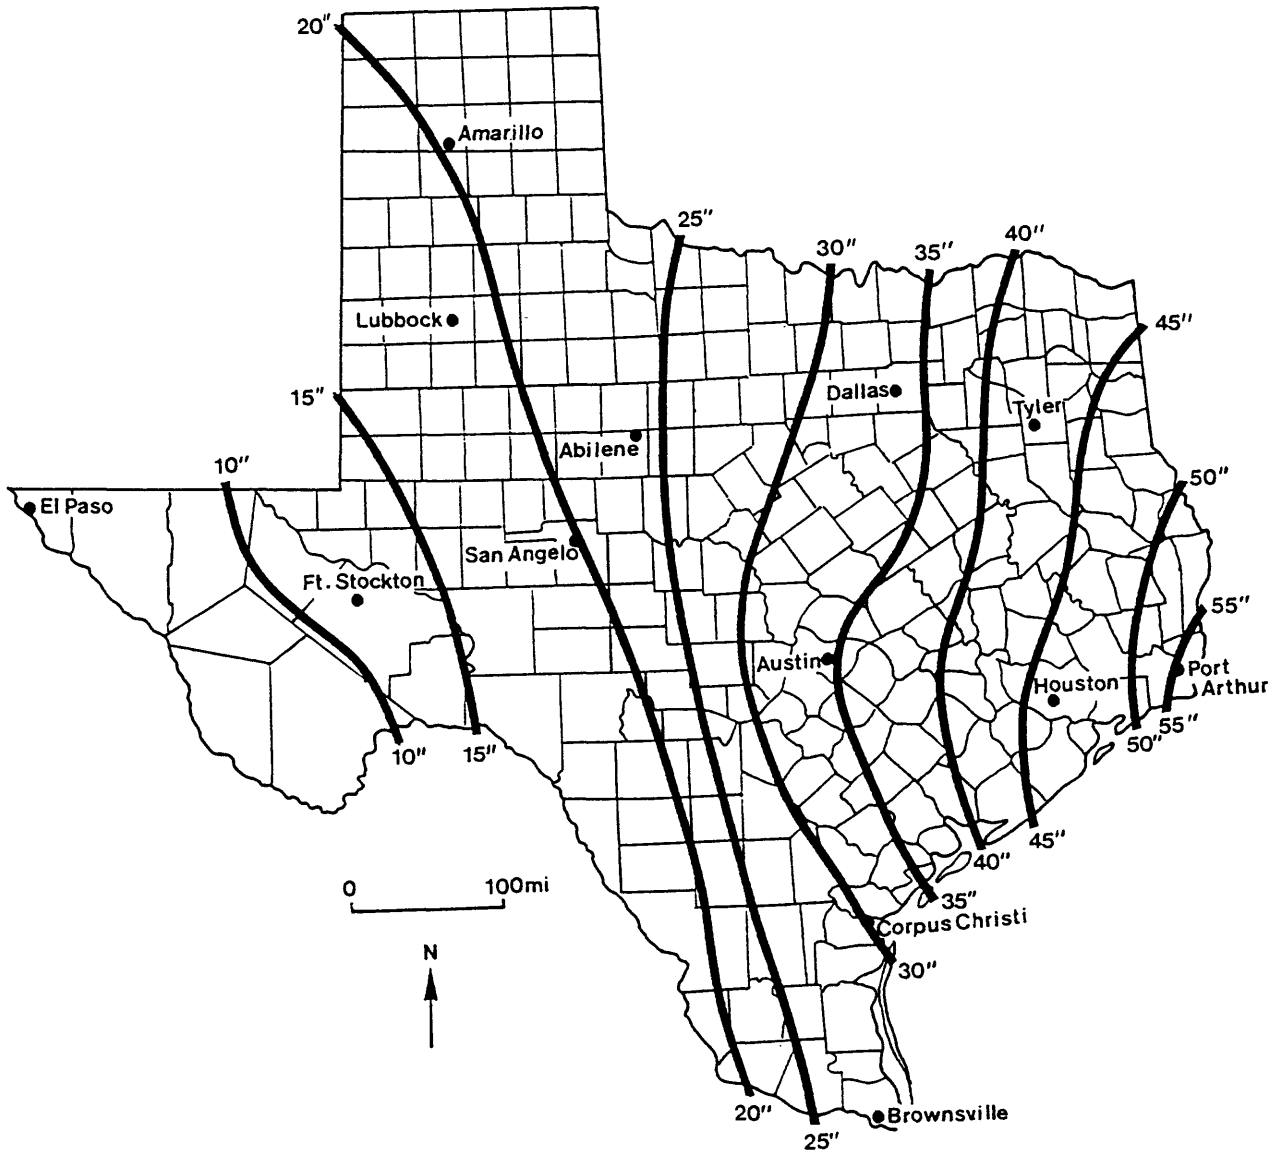 20"
Amarillo
25"
30"
35"
40"
45"
Lubbock
15"
Dallas
Tyler
Abilene
10"
50"
El Paso
San Angelo
Ft. Stockton
55"
Austin
Port
Arthur
Houston
10"
15"
50"
55"
45"
40"
0 100mi
35"
Corpus Christi
N
30"
20"
Brownsville
25"